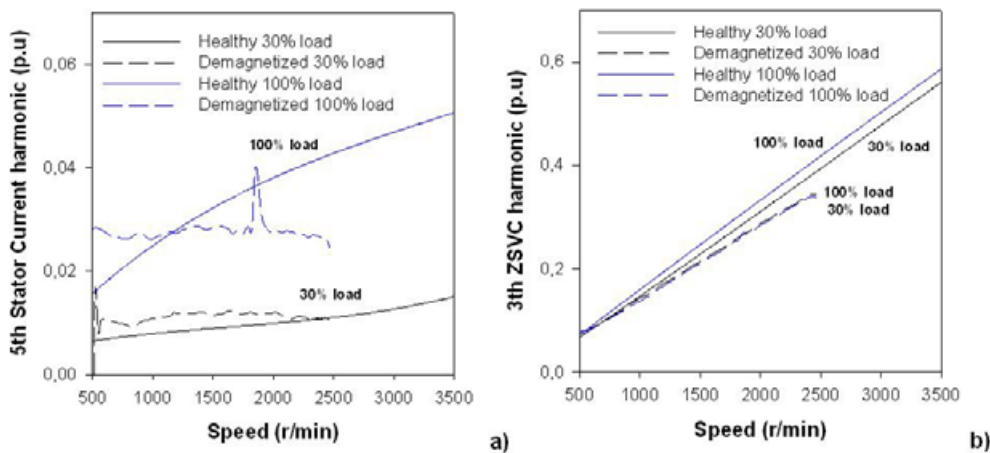 5th Stator Current harmonic (p.u)
0,06
0,04
0,02
0,00
Healthy 30% load
Demagnetized 30% load
Healthy 100% load
Demagnetized 100% load
100% load
30% load
500 1000 1500 2000 2500 3000 3500
Speed (r/min)
a)
3th ZSVC harmonic (p.u)
0,6
0,4
0,2
0,0
Healthy 30% load
Demagnetized 30% load
Healthy 100% load
Demagnetized 100% load
100% load
30% load
100% load
30% load
500 1000 1500 2000 2500 3000 3500
Speed (r/min)
b)